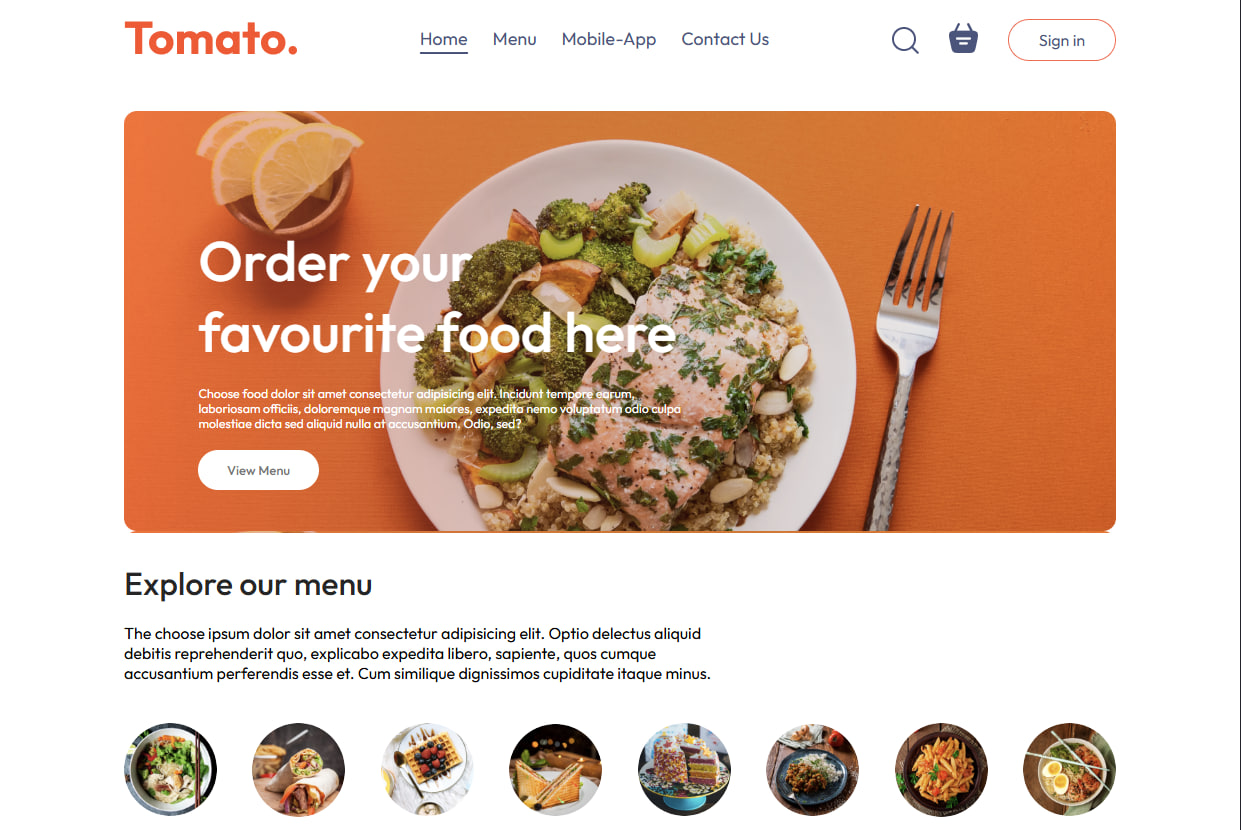 Tomato.
Home Menu Mobile-App Contact Us
Sign in
Order your
favourite food here
Choose food dolor sit amet consectetur adipisicing elit. Incidunt tempore earum,
laboriosam officiis, doloremque magnam maiores, expedita nemo voluptatum odio culpa
molestiae dicta sed aliquid nulla at accusantium. Odio, sed?
View Menu
Explore our menu
The choose ipsum dolor sit amet consectetur adipisicing elit. Optio delectus aliquid
debitis reprehenderit quo, explicabo expedita libero, sapiente, quos cumque
accusantium perferendis esse et. Cum similique dignissimos cupiditate itaque minus.